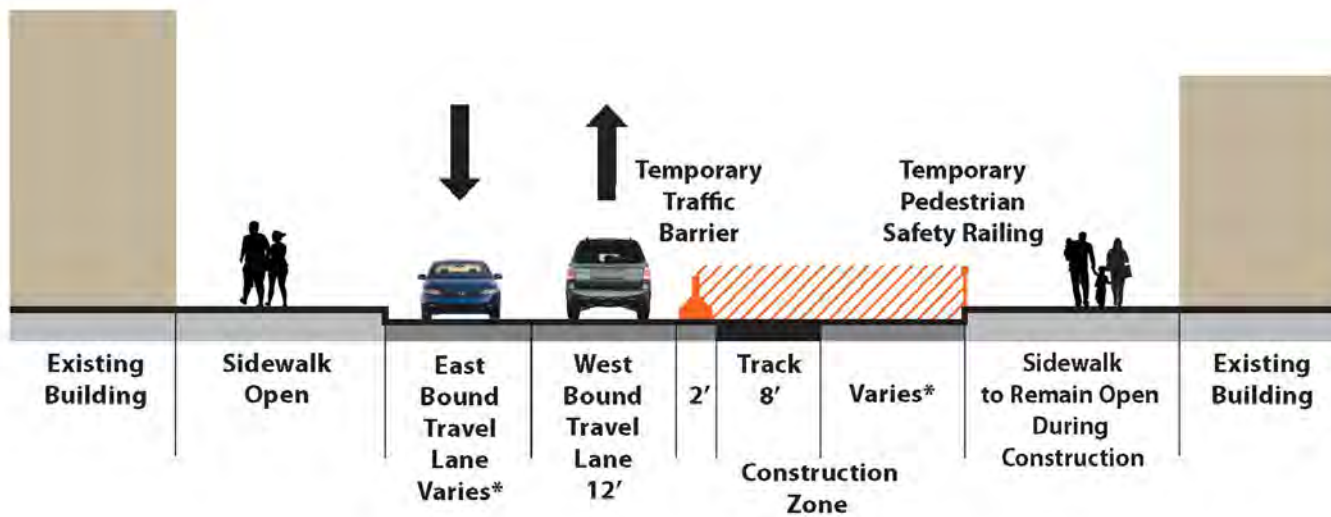 Temporary
Traffic
Barrier
Temporary
Pedestrian
Safety Railing
Existing
Building
Sidewalk
Open
East
Bound
Travel
Lane
Varies*
West
Bound
Travel
Lane
12’
2’
Track
8’
Varies*
Construction
Zone
Sidewalk
to Remain Open
During
Construction
Existing
Building